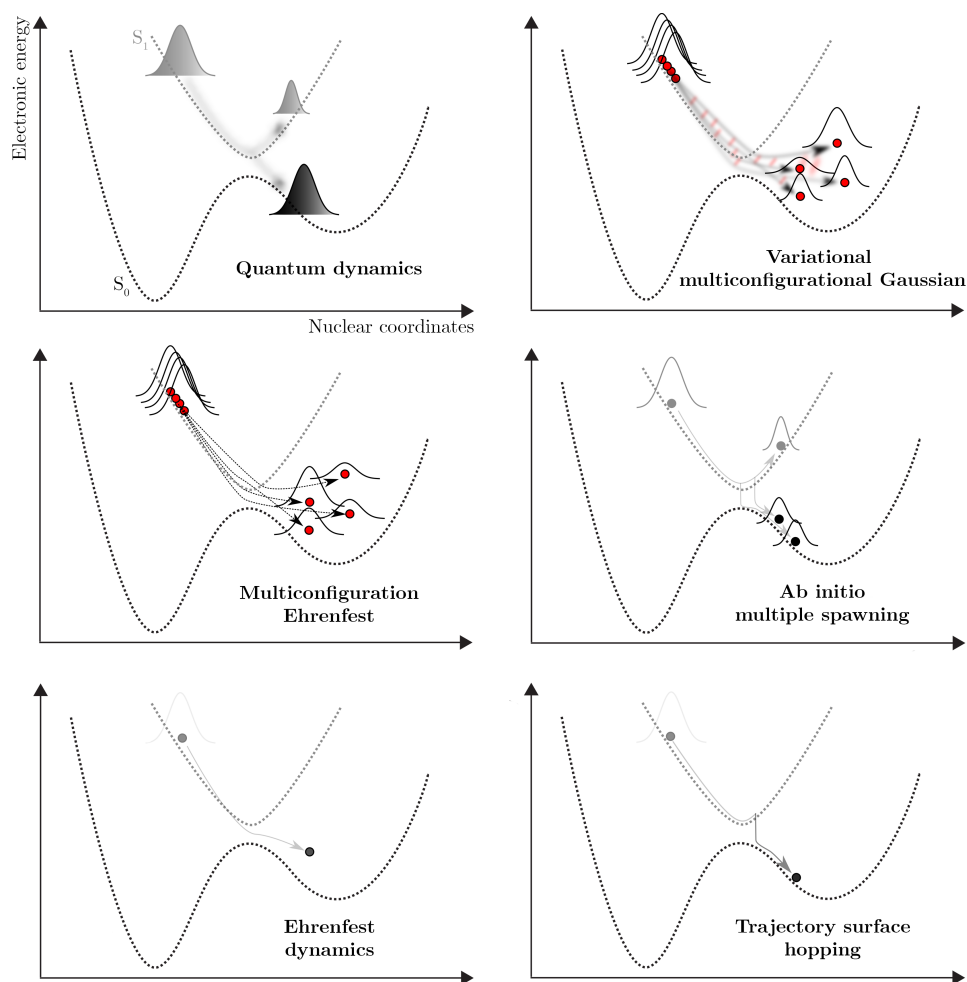 Electronic energy
S1
S0
Quantum dynamics
Nuclear coordinates
Variational
multiconfigurational Gaussian
Multiconfiguration
Ehrenfest
Ab initio
multiple spawning
Ehrenfest
dynamics
Trajectory surface
hopping